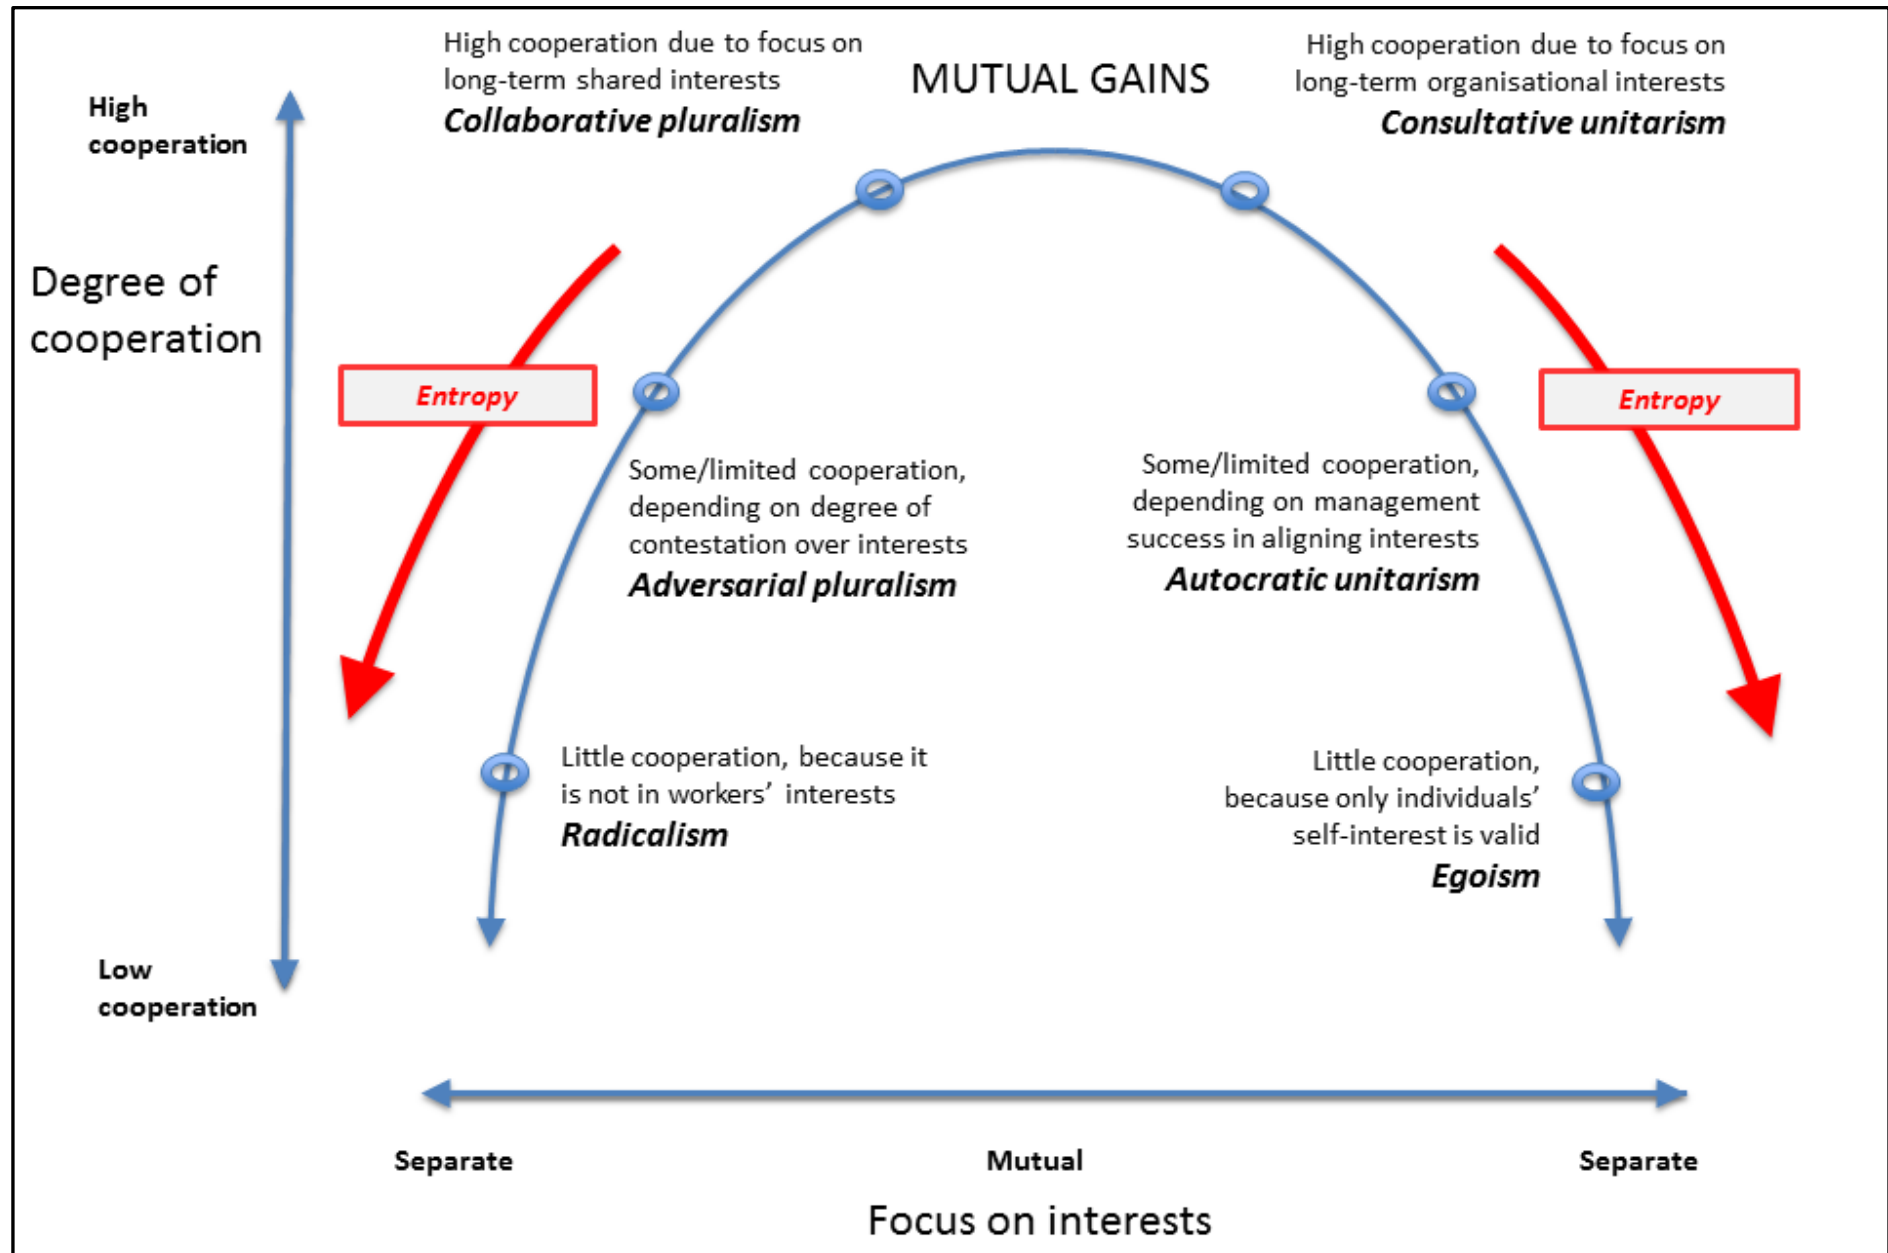 High cooperation due to focus on
long-term shared interests
Collaborative pluralism
MUTUAL GAINS
High cooperation due to focus on
long-term organisational interests
Consultative unitarism
High
cooperation
Degree of
cooperation
Entropy
Entropy
Some/limited cooperation,
depending on degree of
contestation over interests
Adversarial pluralism
Some/limited cooperation,
depending on management
success in aligning interests
Autocratic unitarism
Little cooperation, because it
is not in workers’ interests
Radicalism
Little cooperation,
because only individuals’
self-interest is valid
Egoism
Low
cooperation
Separate
Mutual
Separate
Focus on interests